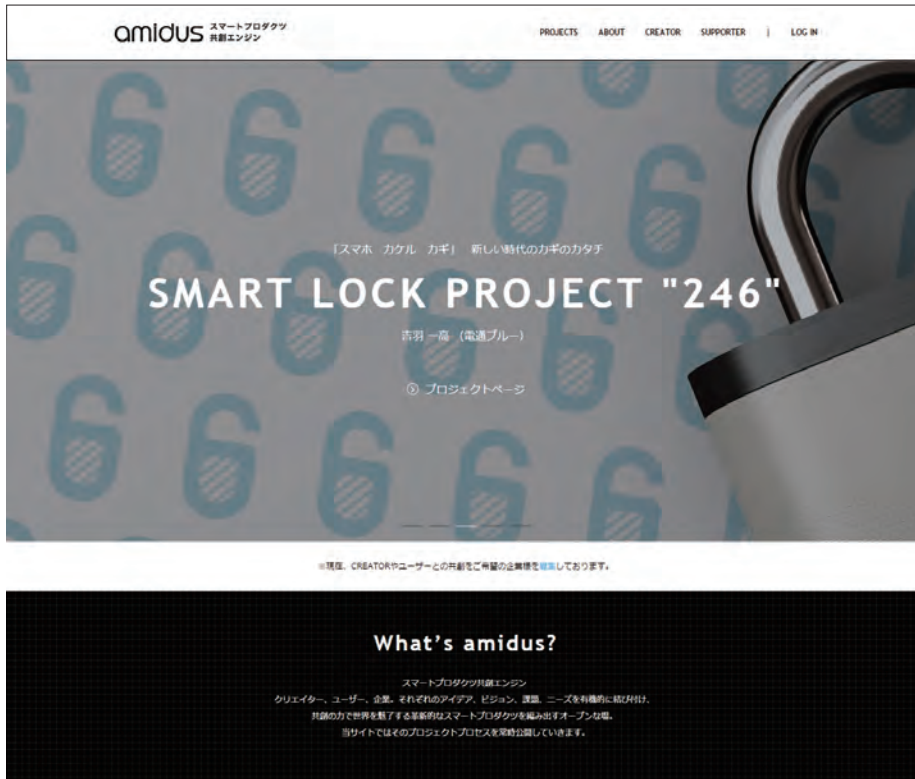 amidus スマートプロダクツ
共創エンジン
PROJECTS ABOUT CREATOR SUPPORTER | LOG IN
「スマホ カケル カギ」 新しい時代のカギのカタチ
SMART LOCK PROJECT "246"
吉羽 一高 (電通ブルー)
プロジェクトページ
※現在、CREATORやユーザーとの共創をご希望の企業様を募集しております。
What's amidus?
スマートプロダクツ共創エンジン
クリエイター、ユーザー、企業。それぞれのアイデア、ビジョン、課題、ニーズを有機的に結び付け、
共創の力で世界を魅了する革新的なスマートプロダクツを編み出すオープンな場。
当サイトではそのプロジェクトプロセスを常時公開していきます。